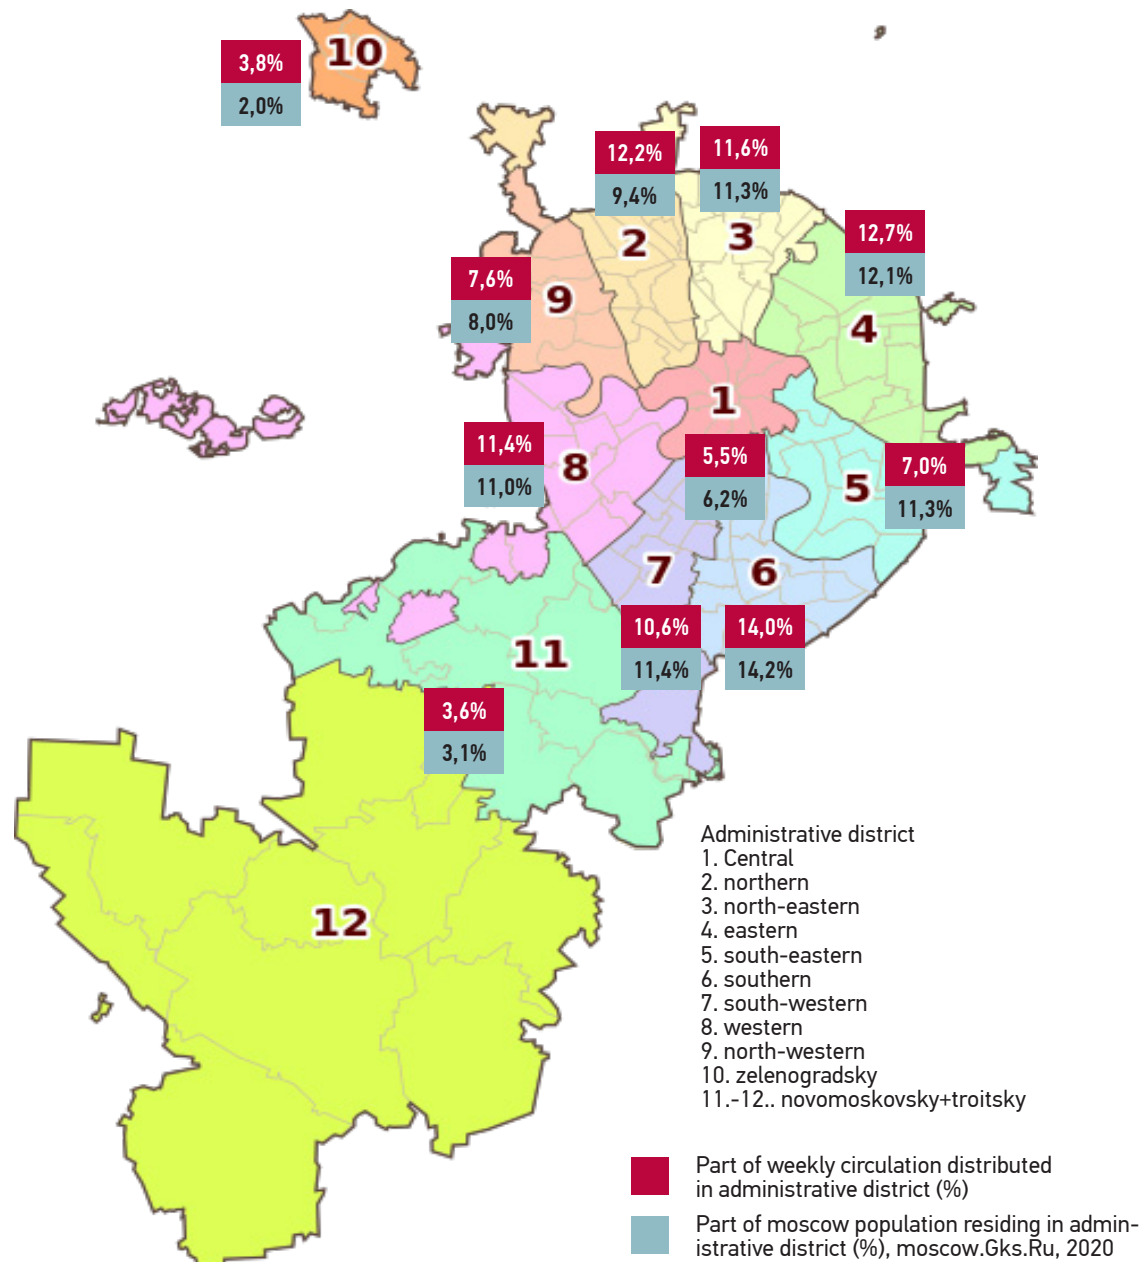 10
3,8%
2,0%
12,2%
9,4%
11,6%
11,3%
2
3
12,7%
12,1%
7,6%
8,0%
9
4
1
11,4%
11,0%
8
5,5%
6,2%
5
7,0%
11,3%
7
6
10,6%
11,4%
14,0%
14,2%
11
3,6%
3,1%
12
Administrative district
1. Central
2. northern
3. north-eastern
4. eastern
5. south-eastern
6. southern
7. south-western
8. western
9. north-western
10. zelenogradsky
11.-12.. novomoskovsky+troitsky
Part of weekly circulation distributed
in administrative district (%)
Part of moscow population residing in admin-
istrative district (%), moscow.Gks.Ru, 2020